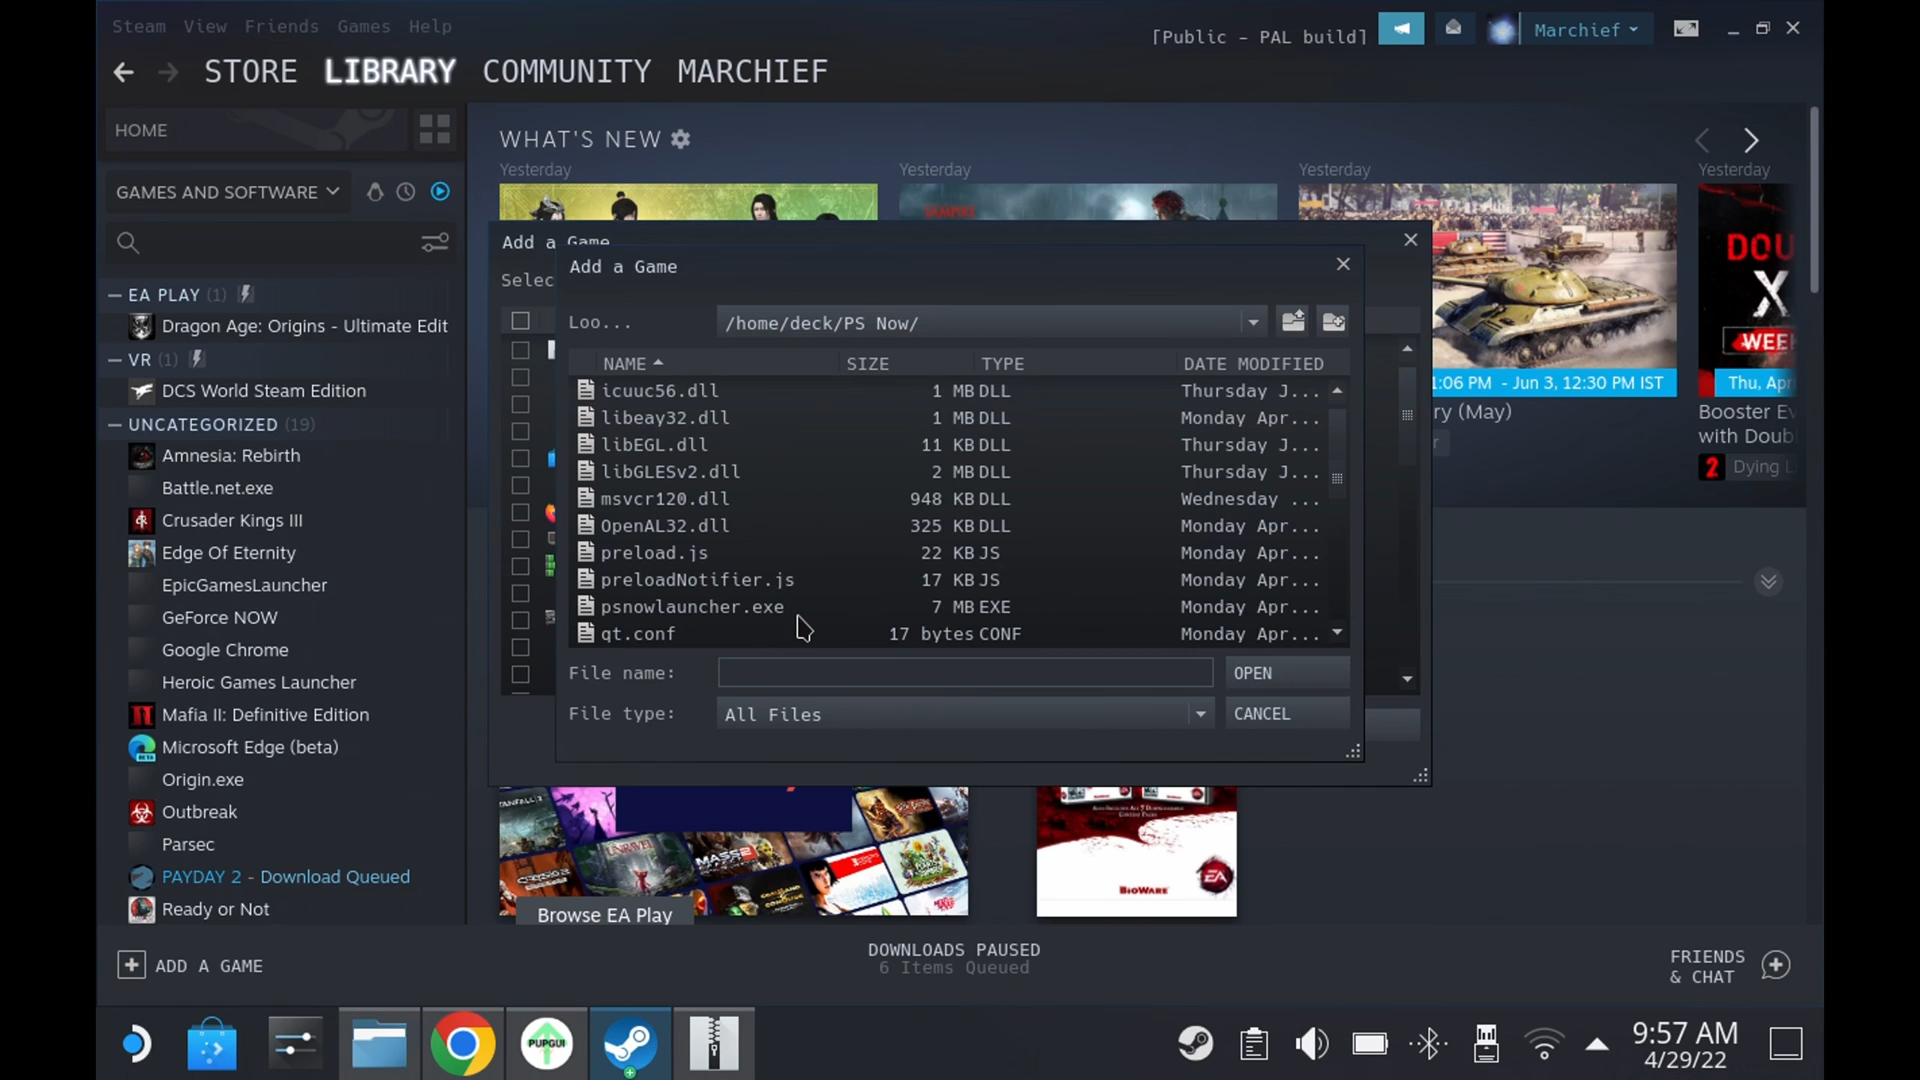 Steam View Friends Games Help
[Public - PAL build]
Marchief
STORE LIBRARY COMMUNITY MARCHIEF
HOME
WHAT'S NEW
Yesterday
Yesterday
Yesterday
Yesterday
GAMES AND SOFTWARE
EA PLAY (1)
Dragon Age: Origins - Ultimate Edit
VR (1)
DCS World Steam Edition
UNCATEGORIZED (19)
Amnesia: Rebirth
Battle.net.exe
Crusader Kings III
Edge Of Eternity
EpicGamesLauncher
GeForce NOW
Google Chrome
Heroic Games Launcher
Mafia II: Definitive Edition
Microsoft Edge (beta)
Origin.exe
Outbreak
Parsec
PAYDAY 2 - Download Queued
Ready or Not
Add a Game
Selec
Add a Game
Loo... /home/deck/PS Now/
NAME SIZE TYPE DATE MODIFIED
icuuc56.dll 1 MB DLL Thursday J...
libeay32.dll 1 MB DLL Monday Apr...
libEGL.dll 11 KB DLL Thursday J...
libGLESv2.dll 2 MB DLL Thursday J...
msvcr120.dll 948 KB DLL Wednesday ...
OpenAL32.dll 325 KB DLL Monday Apr...
preload.js 22 KB JS Monday Apr...
preloadNotifier.js 17 KB JS Monday Apr...
psnowlauncher.exe 7 MB EXE Monday Apr...
qt.conf 17 bytes CONF Monday Apr...
File name: OPEN
File type: All Files CANCEL
1:06 PM - Jun 3, 12:30 PM IST
ry (May)
r
DOU
X
WEE
Thu, Apr
Booster Ev
with Doub
2 Dying L
UNRAVEL
MASS 2
BIOWARE
EA
Browse EA Play
ADD A GAME
DOWNLOADS PAUSED
6 Items Queued
FRIENDS
& CHAT
PUPGUI
9:57 AM
4/29/22